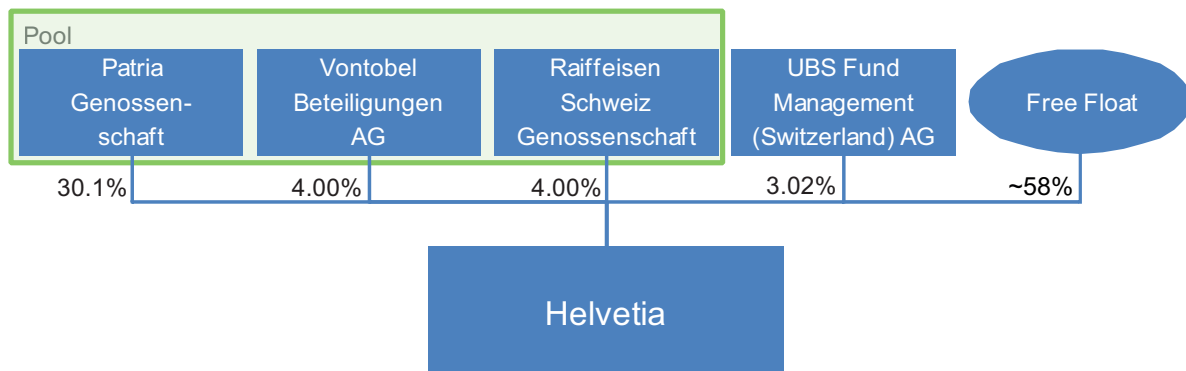 Pool
Patria
Genossen-
schaft
Vontobel
Beteiligungen
AG
Raiffeisen
Schweiz
Genossenschaft
UBS Fund
Management
(Switzerland) AG
Free Float
30.1%
4.00%
4.00%
3.02%
~58%
Helvetia